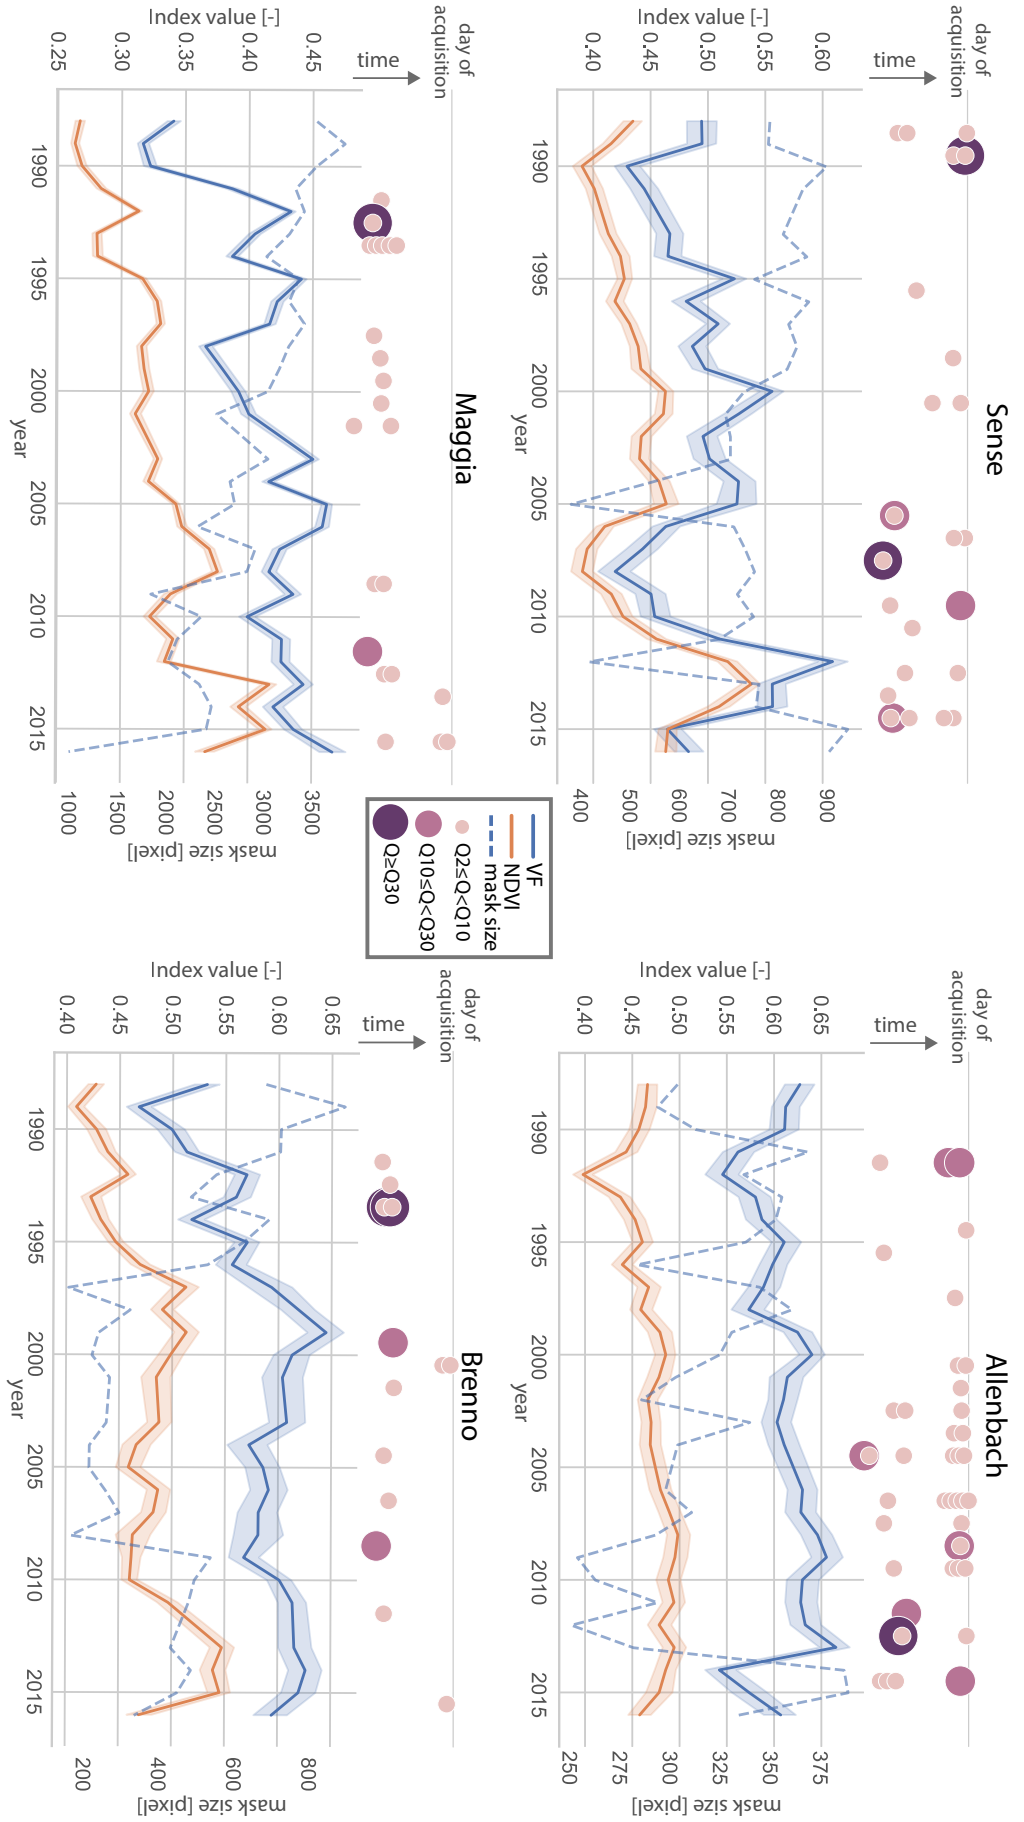 Sense
day of
acquisition
time
0.60
0.55
0.50
0.45
0.40
Index value [-]
900
800
700
600
500
400
mask size [pixel]
1990
1995
2000
2005
2010
2015
year
Allenbach
day of
acquisition
time
0.65
0.60
0.55
0.50
0.45
0.40
Index value [-]
375
350
325
300
275
250
mask size [pixel]
1990
1995
2000
2005
2010
2015
year
VF
NDVI
mask size
Q2≤Q<Q10
Q10≤Q<Q30
Q≥Q30
Maggia
day of
acquisition
time
0.45
0.40
0.35
0.30
0.25
Index value [-]
3500
3000
2500
2000
1500
1000
mask size [pixel]
1990
1995
2000
2005
2010
2015
year
Brenno
day of
acquisition
time
0.65
0.60
0.55
0.50
0.45
0.40
Index value [-]
800
600
400
200
mask size [pixel]
1990
1995
2000
2005
2010
2015
year